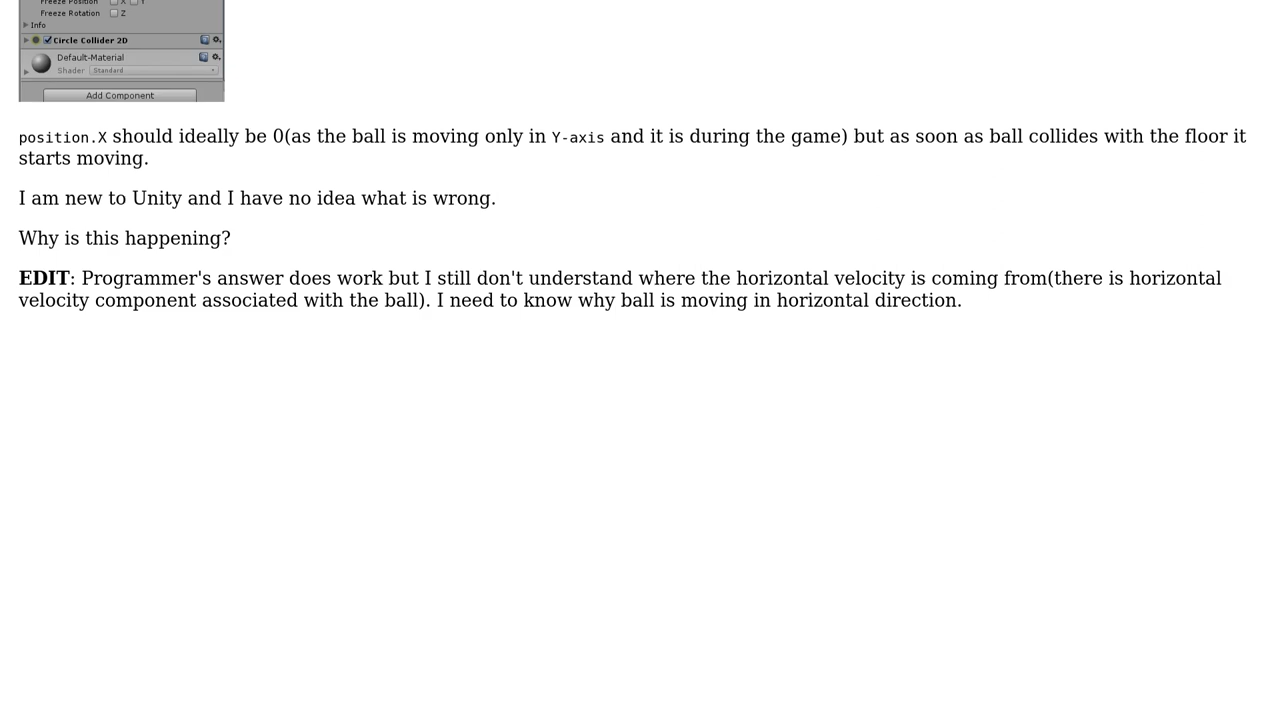 Freeze Position X Y
Freeze Rotation Z
Info
Circle Collider 2D
Default-Material
Shader Standard
Add Component
position.X should ideally be 0(as the ball is moving only in Y-axis and it is during the game) but as soon as ball collides with the floor it
starts moving.
I am new to Unity and I have no idea what is wrong.
Why is this happening?
EDIT: Programmer's answer does work but I still don't understand where the horizontal velocity is coming from(there is horizontal
velocity component associated with the ball). I need to know why ball is moving in horizontal direction.